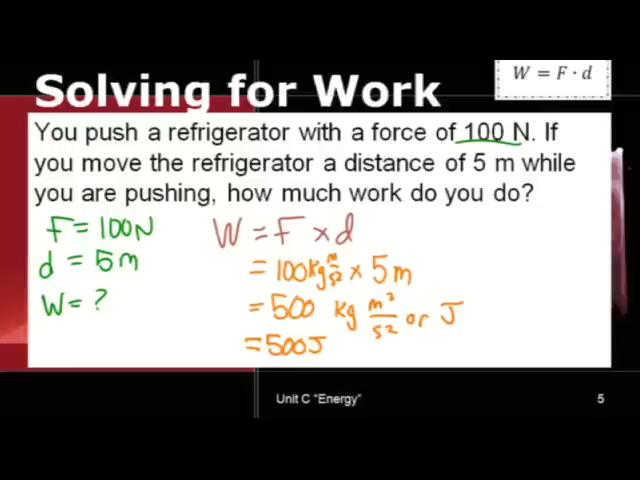 W = F · d
Solving for Work
You push a refrigerator with a force of 100 N. If
you move the refrigerator a distance of 5 m while
you are pushing, how much work do you do?
F = 100N
d = 5m
W = ?
W = F × d
= 100 kg m/s2 × 5m
= 500 kg m²/s2 or J
= 500J
Unit C "Energy"
5